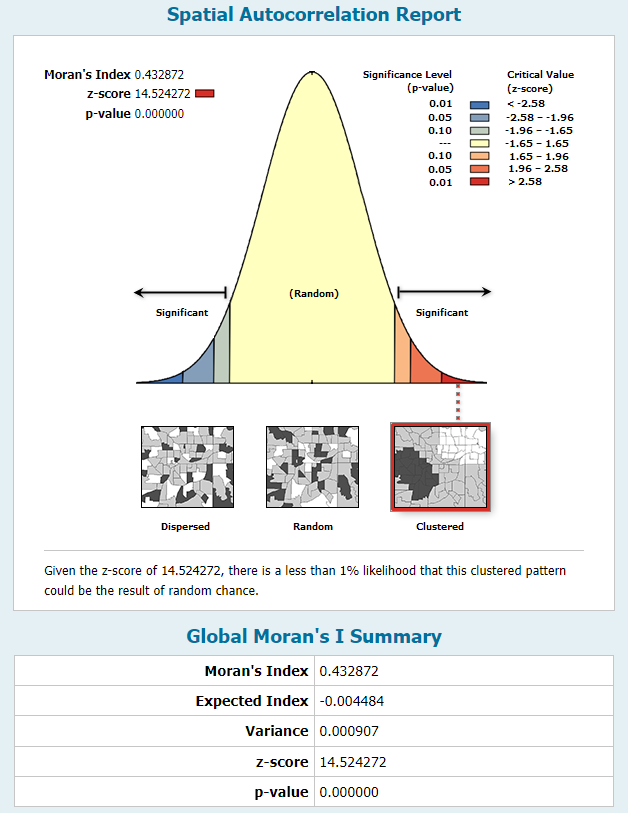 Spatial Autocorrelation Report
Moran's Index 0.432872
z-score 14.524272
p-value 0.000000
Significance Level
(p-value)
Critical Value
(z-score)
0.01 < -2.58
0.05 -2.58 – -1.96
0.10 -1.96 – -1.65
--- -1.65 – 1.65
0.10 1.65 – 1.96
0.05 1.96 – 2.58
0.01 > 2.58
(Random)
Significant
Significant
Dispersed
Random
Clustered
Given the z-score of 14.524272, there is a less than 1% likelihood that this clustered pattern
could be the result of random chance.
Global Moran's I Summary
Moran's Index 0.432872
Expected Index -0.004484
Variance 0.000907
z-score 14.524272
p-value 0.000000